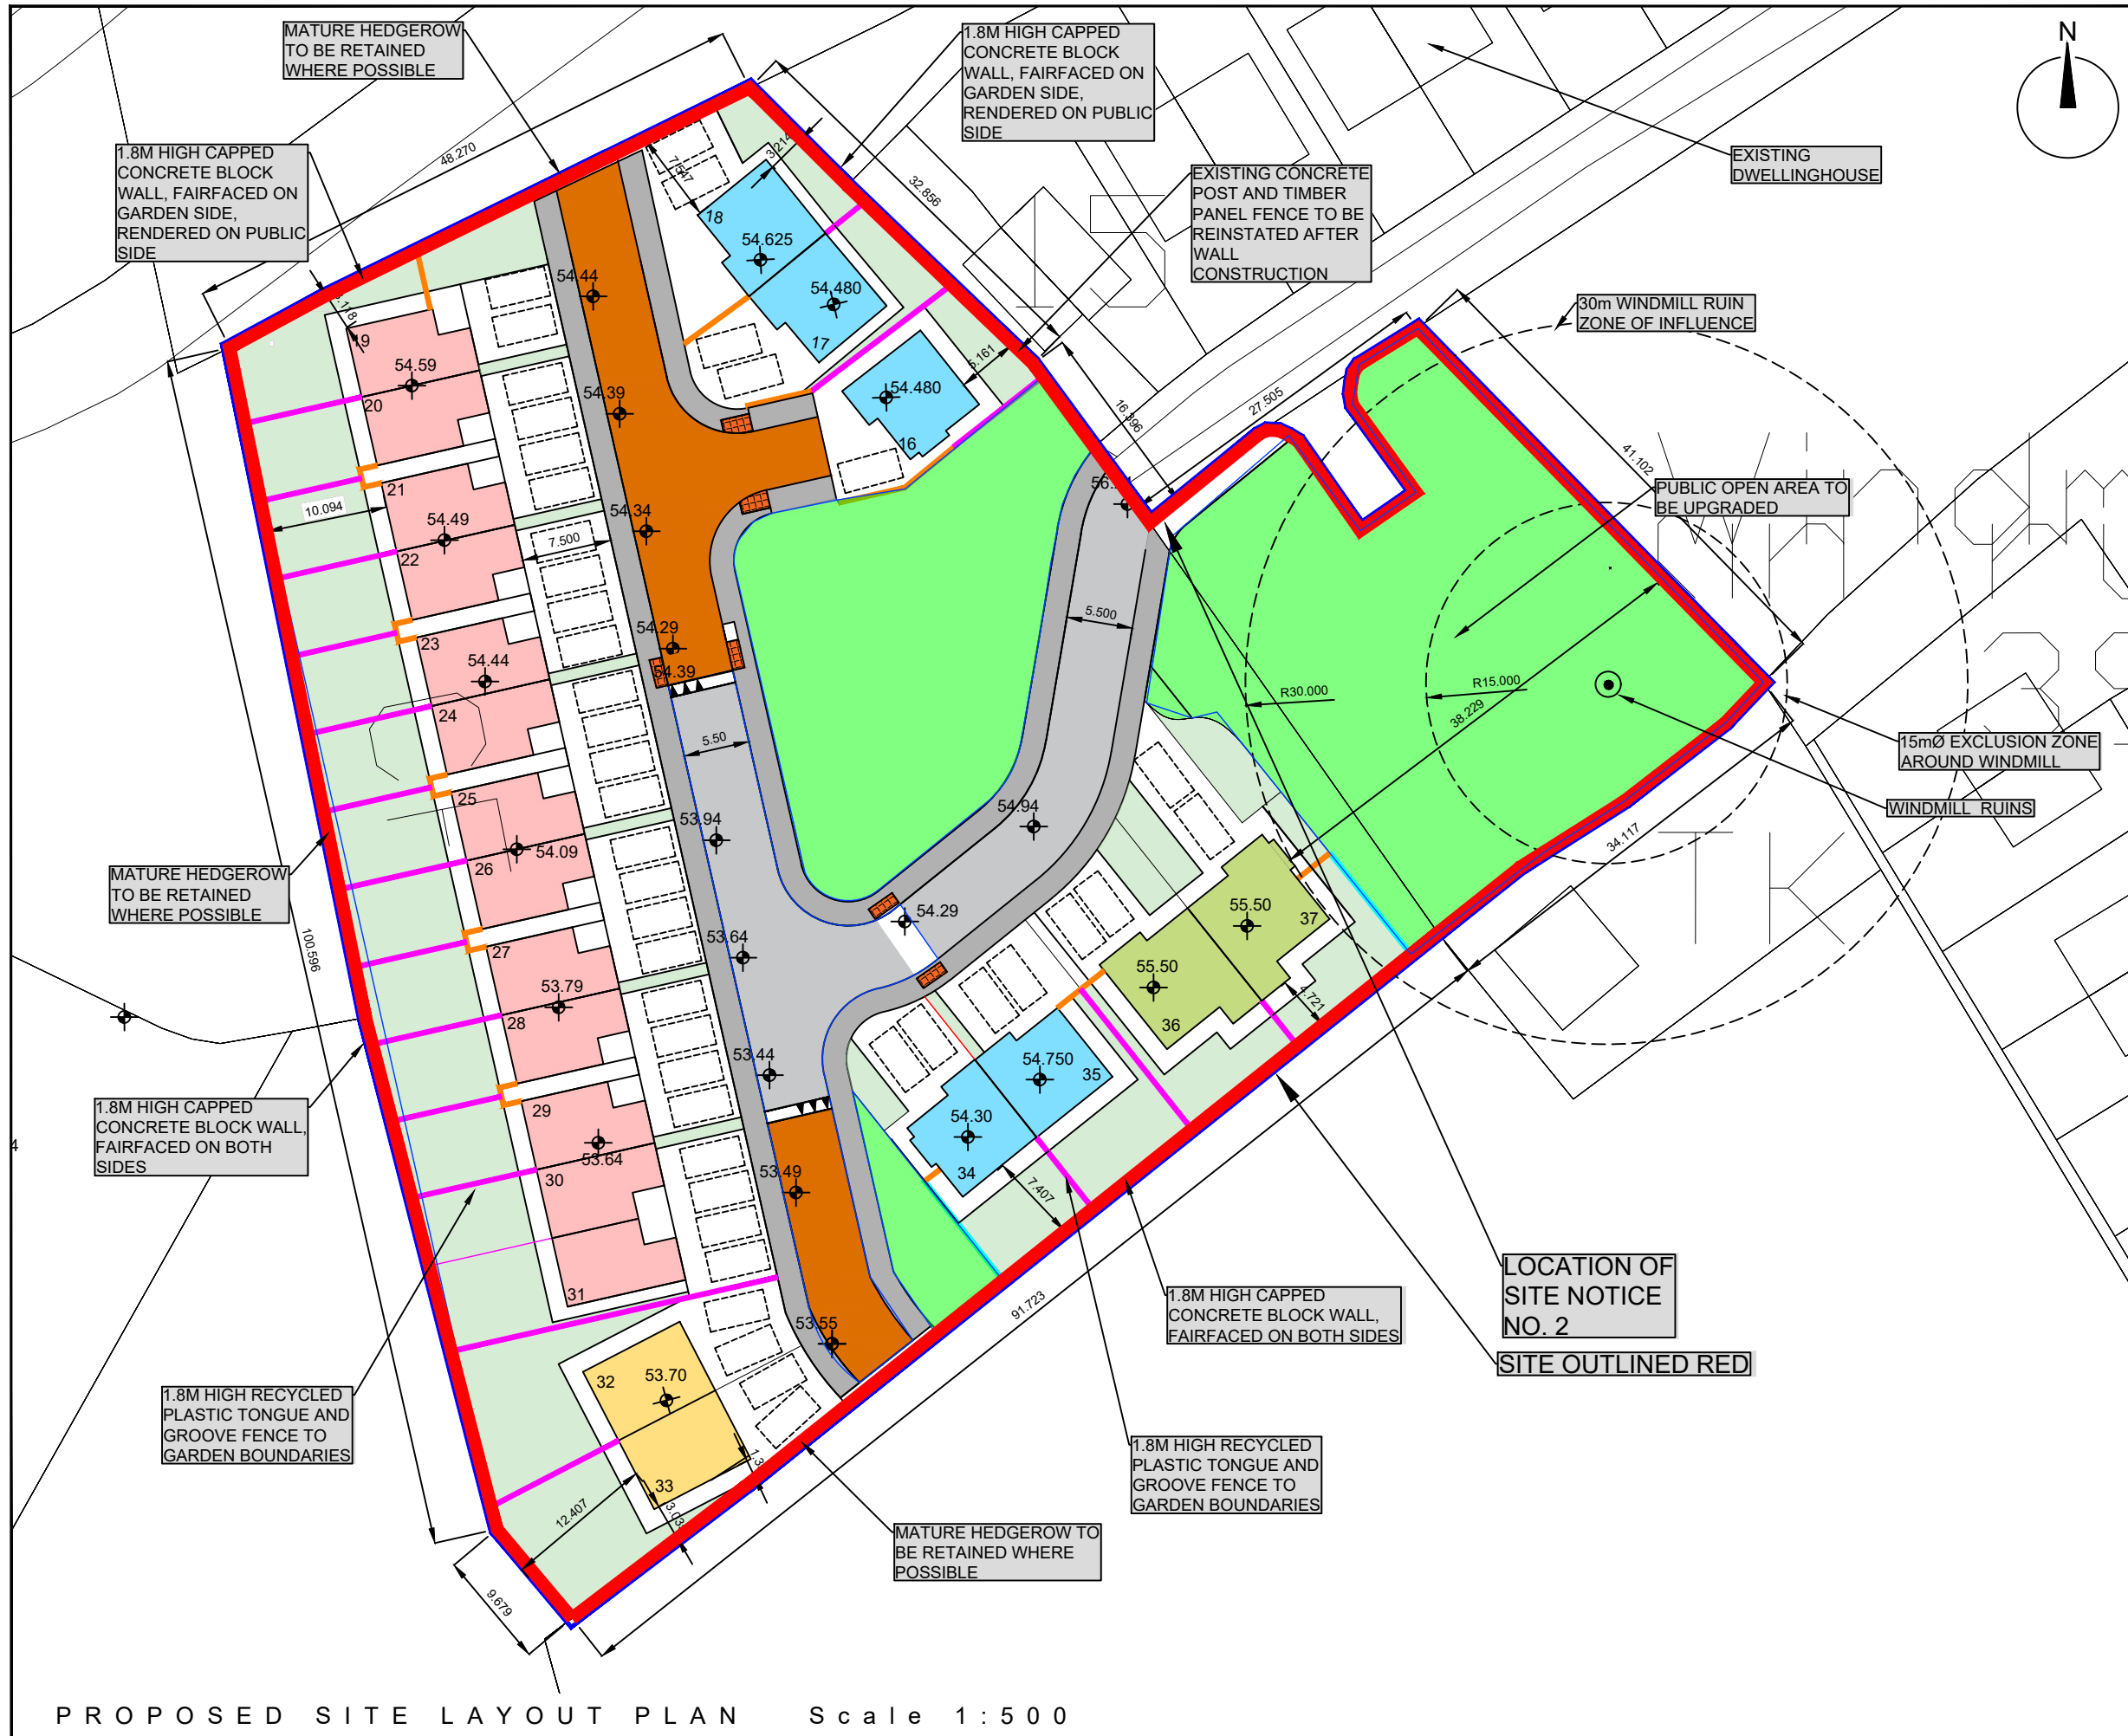 MATURE HEDGEROW
TO BE RETAINED
WHERE POSSIBLE
1.8M HIGH CAPPED
CONCRETE BLOCK
WALL, FAIRFACED ON
GARDEN SIDE,
RENDERED ON PUBLIC
SIDE
N
1.8M HIGH CAPPED
CONCRETE BLOCK
WALL, FAIRFACED ON
GARDEN SIDE,
RENDERED ON PUBLIC
SIDE
EXISTING
DWELLINGHOUSE
EXISTING CONCRETE
POST AND TIMBER
PANEL FENCE TO BE
REINSTATED AFTER
WALL
CONSTRUCTION
30m WINDMILL RUIN
ZONE OF INFLUENCE
48.270
32.856
3.214
7.647
18
54.625
54.480
17
54.44
19
54.59
20
54.39
54.480
16
5.161
16.396
27.505
41.102
PUBLIC OPEN AREA TO
BE UPGRADED
21
10.094
54.49
22
7.500
54.34
23
54.44
24
54.29
54.39
5.500
5.50
R30.000
R15.000
38.229
15mØ EXCLUSION ZONE
AROUND WINDMILL
WINDMILL RUINS
34.117
25
54.09
26
53.94
54.94
54.29
MATURE HEDGEROW
TO BE RETAINED
WHERE POSSIBLE
100.596
27
53.79
28
53.64
55.50
37
55.50
36
4.721
53.44
54.750
35
54.30
34
7.407
1.8M HIGH CAPPED
CONCRETE BLOCK WALL,
FAIRFACED ON BOTH
SIDES
4
29
53.64
30
31
53.49
53.55
91.723
LOCATION OF
SITE NOTICE
NO. 2
1.8M HIGH CAPPED
CONCRETE BLOCK WALL,
FAIRFACED ON BOTH SIDES
SITE OUTLINED RED
1.8M HIGH RECYCLED
PLASTIC TONGUE AND
GROOVE FENCE TO
GARDEN BOUNDARIES
32
53.70
33
12.407
9.679
1.8M HIGH RECYCLED
PLASTIC TONGUE AND
GROOVE FENCE TO
GARDEN BOUNDARIES
MATURE HEDGEROW TO
BE RETAINED WHERE
POSSIBLE
PROPOSED SITE LAYOUT PLAN Scale 1:500